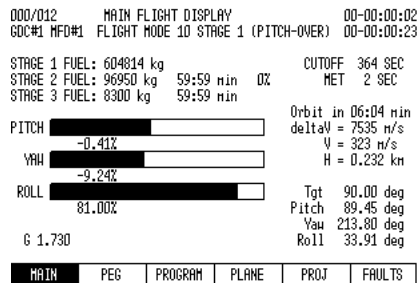 000/012 MAIN FLIGHT DISPLAY 00-00:00:02
GDC#1 MFD#1 FLIGHT MODE 10 STAGE 1 (PITCH-OVER) 00-00:00:23
STAGE 1 FUEL: 604814 kg CUTOFF 364 SEC
STAGE 2 FUEL: 96950 kg 59:59 min 0% MET 2 SEC
STAGE 3 FUEL: 8300 kg 59:59 min
Orbit in 06:04 min
PITCH deltaV = 7535 m/s
-0.41% V = 323 m/s
YAW H = 0.232 km
-9.24%
ROLL Tgt 90.00 deg
81.00% Pitch 89.45 deg
Yaw 213.80 deg
G 1.730 Roll 33.91 deg
MAIN PEG PROGRAM PLANE PROJ FAULTS